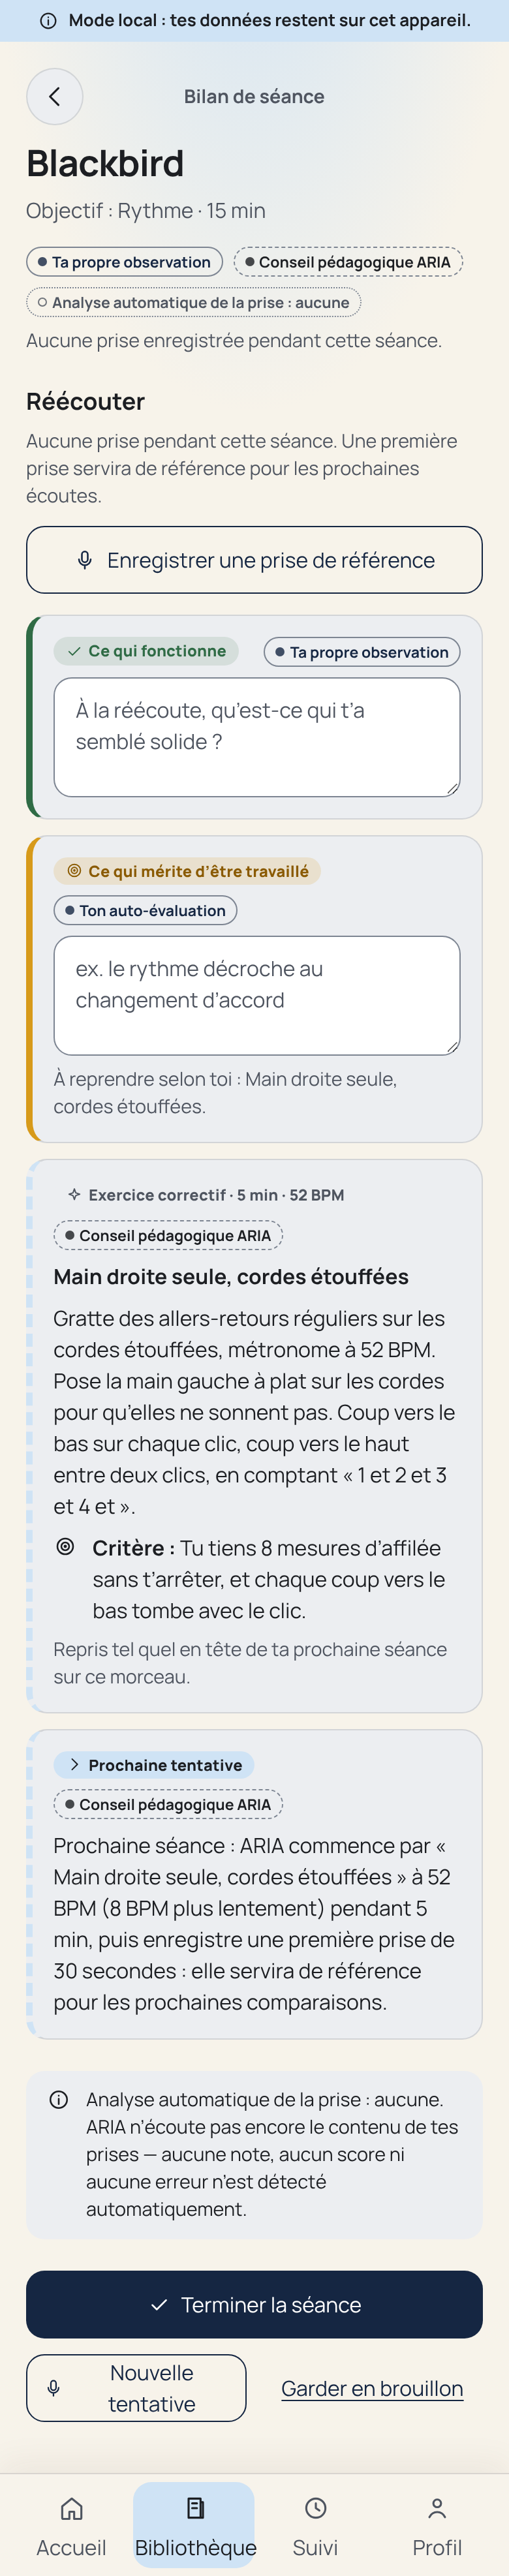 Mode local : tes données restent sur cet appareil.
Bilan de séance
Blackbird
Objectif : Rythme · 15 min
Ta propre observation
Conseil pédagogique ARIA
Analyse automatique de la prise : aucune
Aucune prise enregistrée pendant cette séance.
Réécouter
Aucune prise pendant cette séance. Une première
prise servira de référence pour les prochaines
écoutes.
Enregistrer une prise de référence
Ce qui fonctionne
Ta propre observation
À la réécoute, qu’est-ce qui t’a
semblé solide ?
Ce qui mérite d’être travaillé
Ton auto-évaluation
ex. le rythme décroche au
changement d’accord
À reprendre selon toi : Main droite seule,
cordes étouffées.
Exercice correctif · 5 min · 52 BPM
Conseil pédagogique ARIA
Main droite seule, cordes étouffées
Gratte des allers-retours réguliers sur les
cordes étouffées, métronome à 52 BPM.
Pose la main gauche à plat sur les cordes
pour qu’elles ne sonnent pas. Coup vers le
bas sur chaque clic, coup vers le haut
entre deux clics, en comptant « 1 et 2 et 3
et 4 et ».
Critère : Tu tiens 8 mesures d’affilée
sans t’arrêter, et chaque coup vers le
bas tombe avec le clic.
Repris tel quel en tête de ta prochaine séance
sur ce morceau.
Prochaine tentative
Conseil pédagogique ARIA
Prochaine séance : ARIA commence par «
Main droite seule, cordes étouffées » à 52
BPM (8 BPM plus lentement) pendant 5
min, puis enregistre une première prise de
30 secondes : elle servira de référence
pour les prochaines comparaisons.
Analyse automatique de la prise : aucune.
ARIA n’écoute pas encore le contenu de tes
prises — aucune note, aucun score ni
aucune erreur n’est détecté
automatiquement.
Terminer la séance
Nouvelle
tentative
Garder en brouillon
Accueil
Bibliothèque
Suivi
Profil